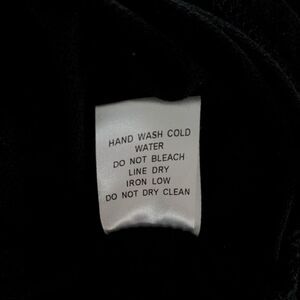 HAND WASH COLD
WATER
DO NOT BLEACH
LINE DRY
IRON LOW
DO NOT DRY CLEAN